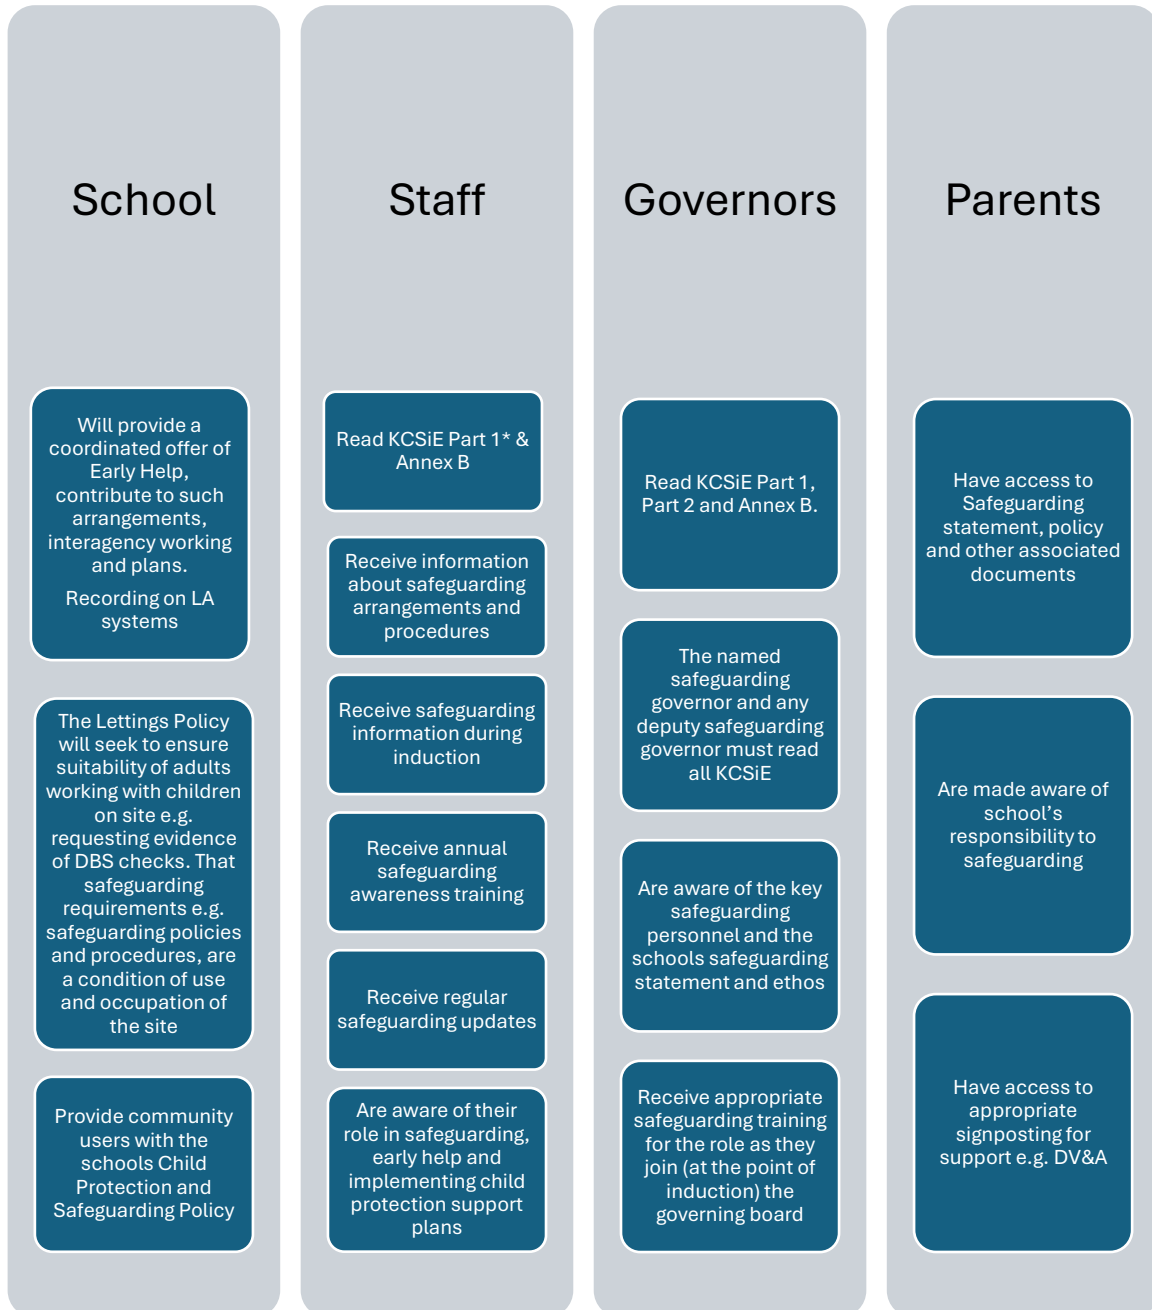 School
Will provide a
coordinated offer of
Early Help,
contribute to such
arrangements,
interagency working
and plans.
Recording on LA
systems
The Lettings Policy
will seek to ensure
suitability of adults
working with children
on site e.g.
requesting evidence
of DBS checks. That
safeguarding
requirements e.g.
safeguarding policies
and procedures, are
a condition of use
and occupation of
the site
Provide community
users with the
schools Child
Protection and
Safeguarding Policy
Staff
Read KCSiE Part 1* &
Annex B
Receive information
about safeguarding
arrangements and
procedures
Receive safeguarding
information during
induction
Receive annual
safeguarding
awareness training
Receive regular
safeguarding updates
Are aware of their
role in safeguarding,
early help and
implementing child
protection support
plans
Governors
Read KCSiE Part 1,
Part 2 and Annex B.
The named
safeguarding
governor and any
deputy safeguarding
governor must read
all KCSiE
Are aware of the key
safeguarding
personnel and the
schools safeguarding
statement and ethos
Receive appropriate
safeguarding training
for the role as they
join (at the point of
induction) the
governing board
Parents
Have access to
Safeguarding
statement, policy
and other associated
documents
Are made aware of
school’s
responsibility to
safeguarding
Have access to
appropriate
signposting for
support e.g. DV&A